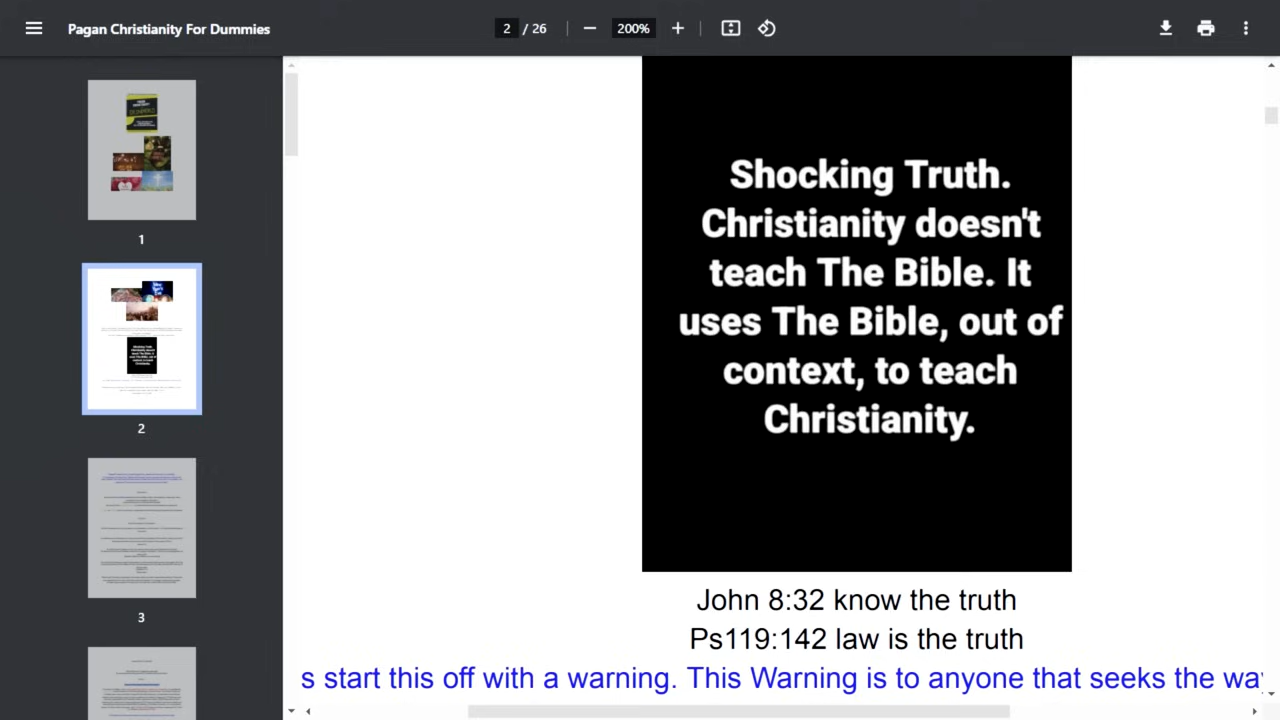 Pagan Christianity For Dummies
2 / 26
200%
1
2
3
Shocking Truth.
Christianity doesn't
teach The Bible. It
uses The Bible, out of
context, to teach
Christianity.
John 8:32 know the truth
Ps119:142 law is the truth
s start this off with a warning. This Warning is to anyone that seeks the wa